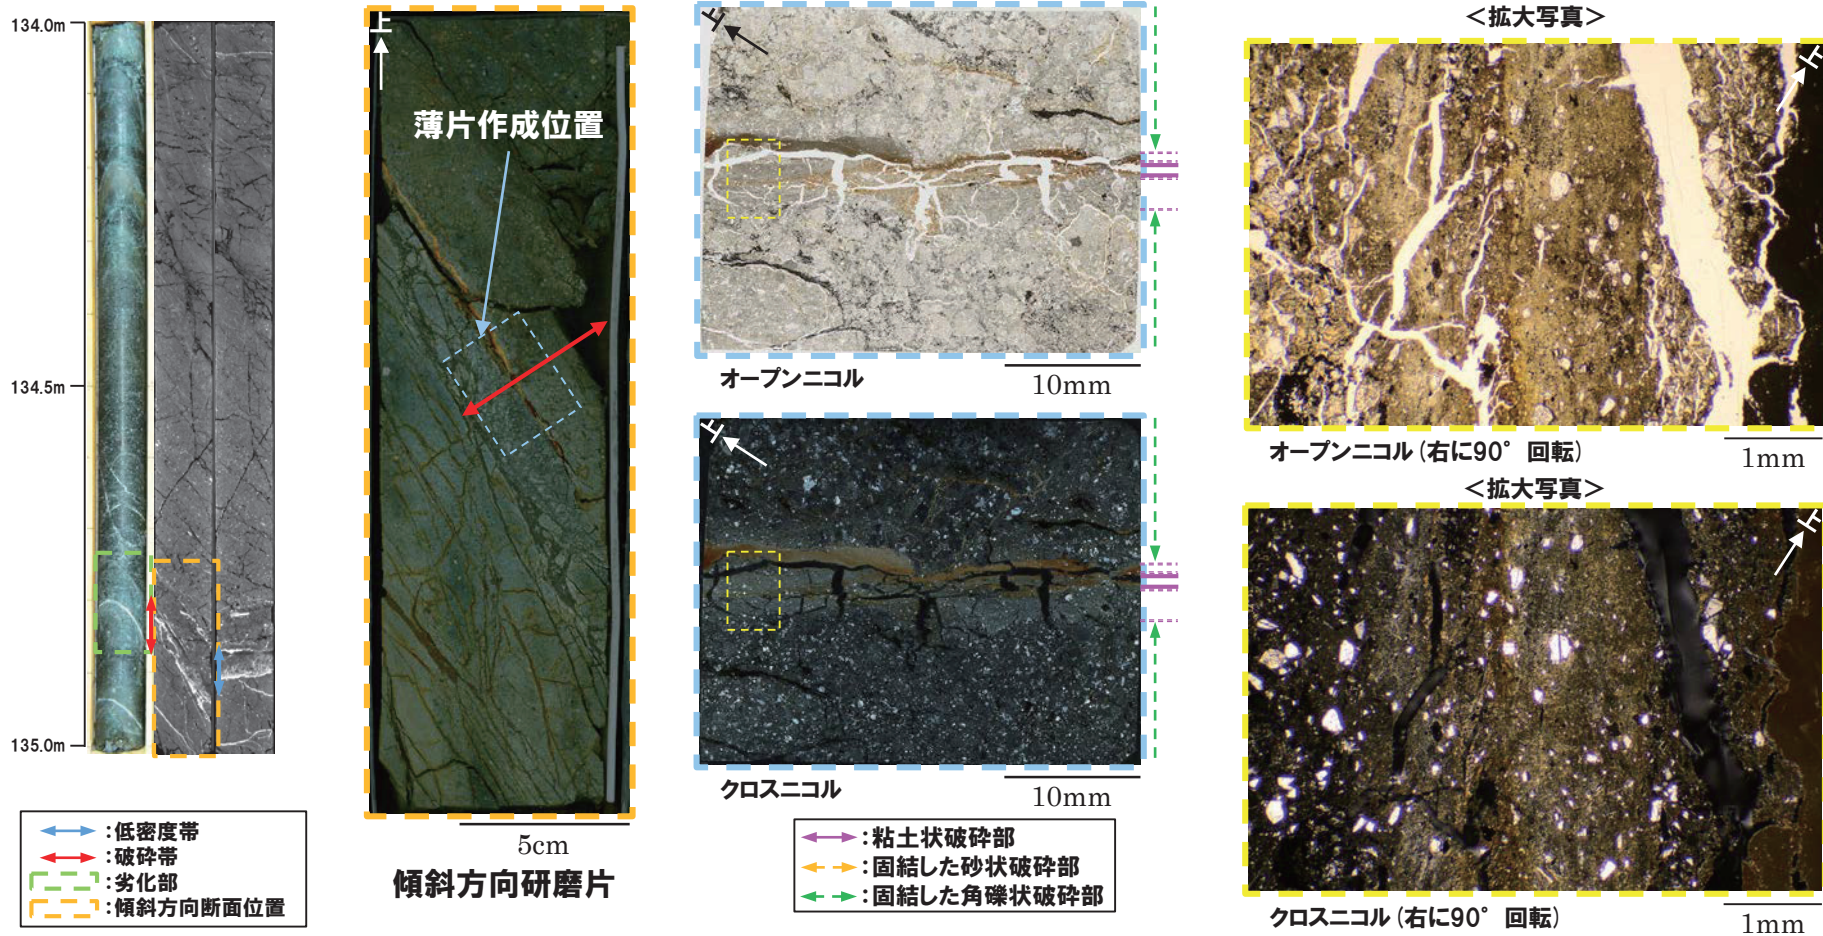 134.0m
134.5m
135.0m
:低密度帯
:破砕帯
:劣化部
:傾斜方向断面位置
上
薄片作成位置
5cm
傾斜方向研磨片
上
オープンニコル
10mm
上
クロスニコル
10mm
:粘土状破砕部
:固結した砂状破砕部
:固結した角礫状破砕部
<拡大写真>
上
オープンニコル(右に90°回転)
1mm
<拡大写真>
上
クロスニコル(右に90°回転)
1mm